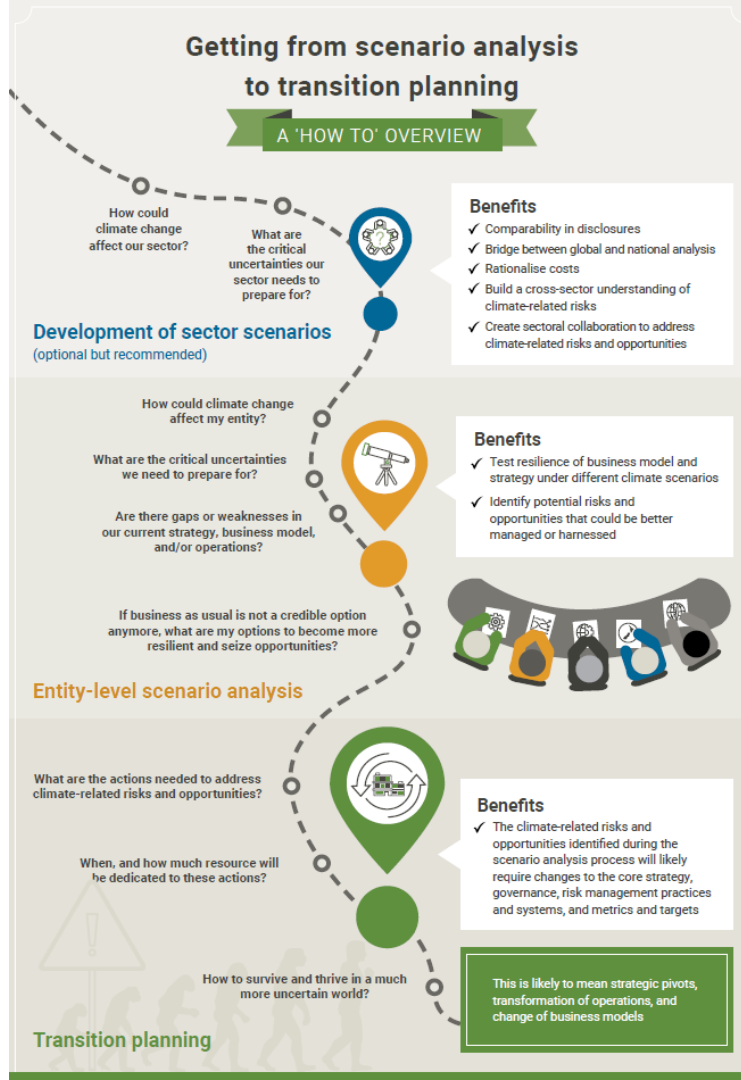 Getting from scenario analysis
to transition planning
A 'HOW TO' OVERVIEW
How could
climate change
affect our sector?
What are
the critical
uncertainties our
sector needs to
prepare for?
?
Development of sector scenarios
(optional but recommended)
Benefits
✓ Comparability in disclosures
✓ Bridge between global and national analysis
✓ Rationalise costs
✓ Build a cross-sector understanding of
climate-related risks
✓ Create sectoral collaboration to address
climate-related risks and opportunities
How could climate change
affect my entity?
What are the critical uncertainties
we need to prepare for?
Are there gaps or weaknesses in
our current strategy, business model,
and/or operations?
If business as usual is not a credible option
anymore, what are my options to become more
resilient and seize opportunities?
Entity-level scenario analysis
Benefits
✓ Test resilience of business model and
strategy under different climate scenarios
✓ Identify potential risks and
opportunities that could be better
managed or harnessed
What are the actions needed to address
climate-related risks and opportunities?
When, and how much resource will
be dedicated to these actions?
How to survive and thrive in a much
more uncertain world?
Transition planning
Benefits
✓ The climate-related risks and
opportunities identified during the
scenario analysis process will likely
require changes to the core strategy,
governance, risk management practices
and systems, and metrics and targets
This is likely to mean strategic pivots,
transformation of operations, and
change of business models